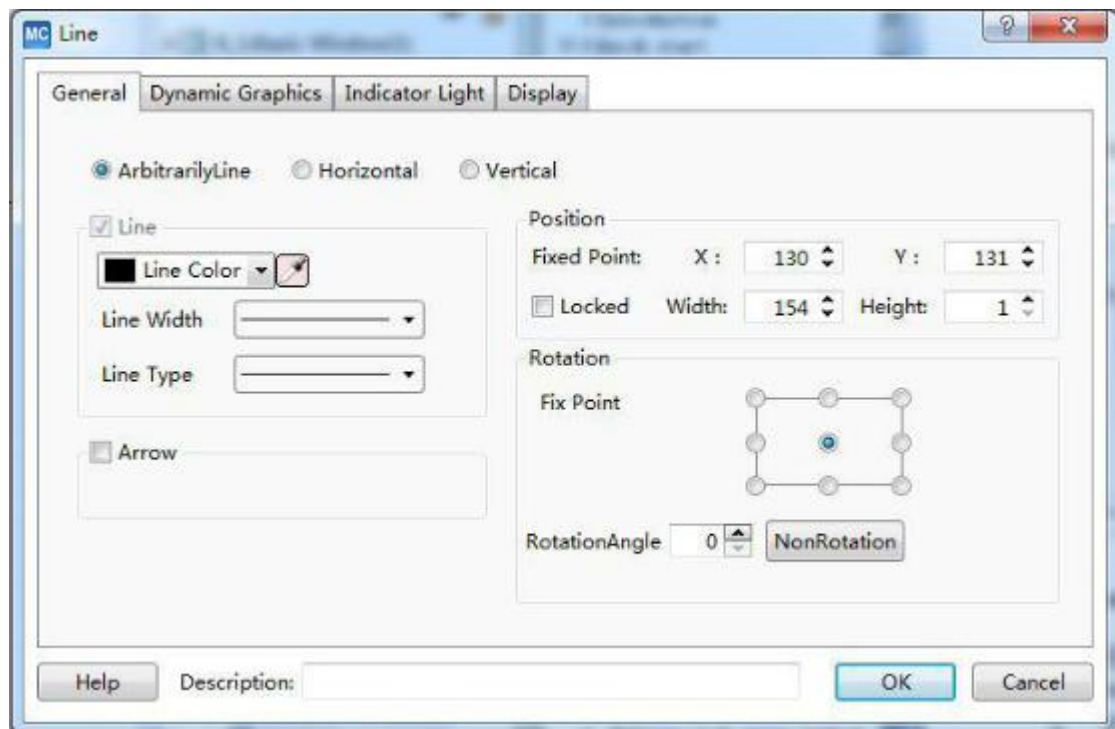 MC Line
General Dynamic Graphics Indicator Light Display
ArbitrarilyLine Horizontal Vertical
Line
Line Color
Line Width
Line Type
Arrow
Position
Fixed Point: X : 130 Y : 131
Locked Width: 154 Height: 1
Rotation
Fix Point
RotationAngle 0 NonRotation
Help Description: OK Cancel